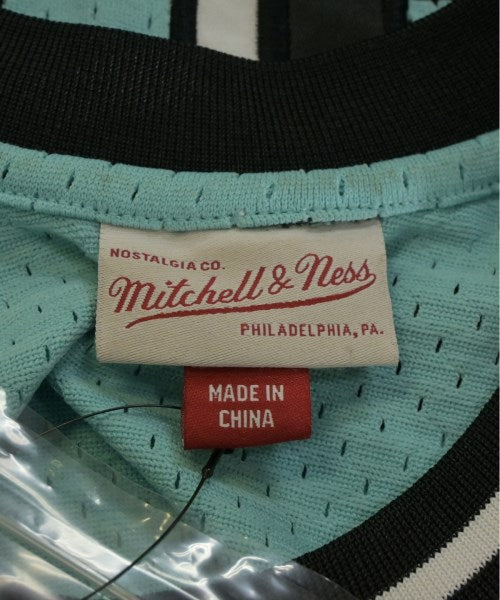 NOSTALGIA CO.
Mitchell & Ness
PHILADELPHIA, PA.
MADE IN
CHINA